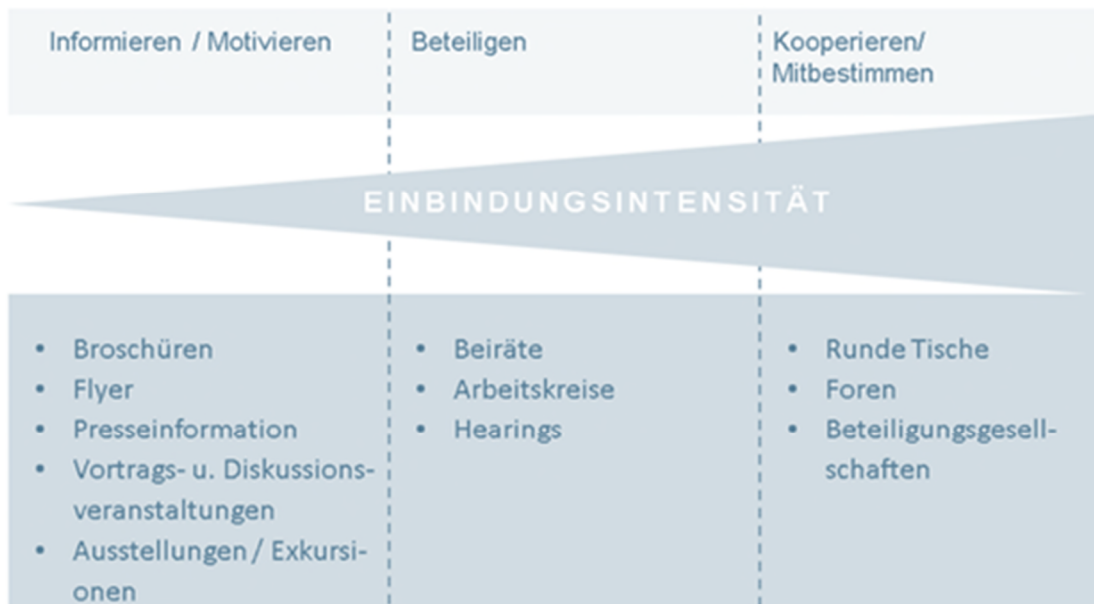 Informieren / Motivieren
Beteiligen
Kooperieren/
Mitbestimmen
EINBINDUNGSINTENSITÄT
• Broschüren
• Flyer
• Presseinformation
• Vortrags- u. Diskussions-
veranstaltungen
• Ausstellungen / Exkursi-
onen
• Beiräte
• Arbeitskreise
• Hearings
• Runde Tische
• Foren
• Beteiligungsgesell-
schaften